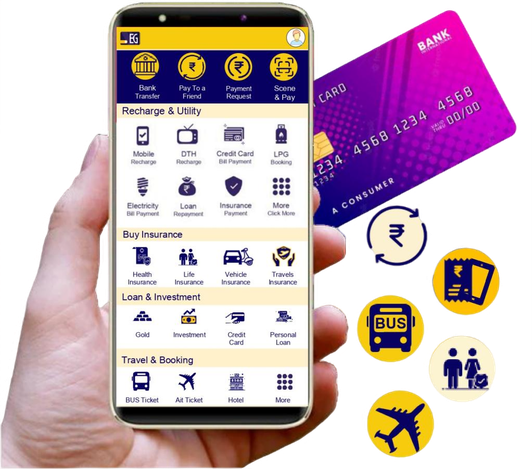 EG
Bank
Transfer
Pay To a
Friend
Payment
Request
Scene
& Pay
Recharge & Utility
Mobile
Recharge
DTH
Recharge
Credit Card
Bill Payment
LPG
Booking
Electricity
Bill Payment
Loan
Repayment
Insurance
Payment
More
Click More
Buy Insurance
Health
Insurance
Life
Insurance
Vehicle
Insurance
Travels
Insurance
Loan & Investment
Gold
Investment
Credit
Card
Personal
Loan
Travel & Booking
BUS Ticket
Ait Ticket
Hotel
More
BANK
CARD
1234 4568 1234 4568
1234
00/00
A CONSUMER
₹
₹
BUS